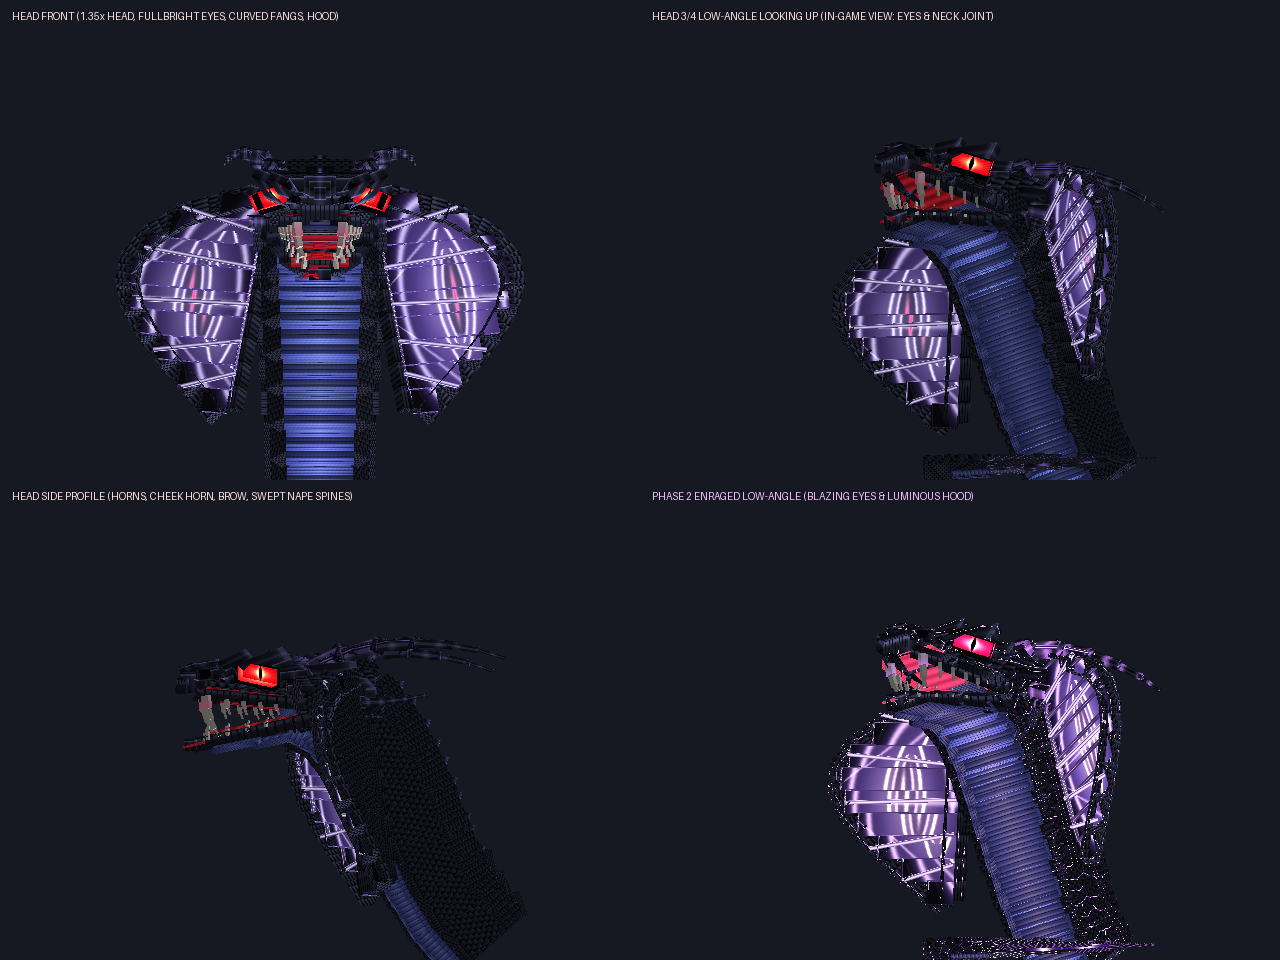 HEAD FRONT (1.35x HEAD, FULLBRIGHT EYES, CURVED FANGS, HOOD)
HEAD 3/4 LOW-ANGLE LOOKING UP (IN-GAME VIEW: EYES & NECK JOINT)
HEAD SIDE PROFILE (HORNS, CHEEK HORN, BROW, SWEPT NAPE SPINES)
PHASE 2 ENRAGED LOW-ANGLE (BLAZING EYES & LUMINOUS HOOD)